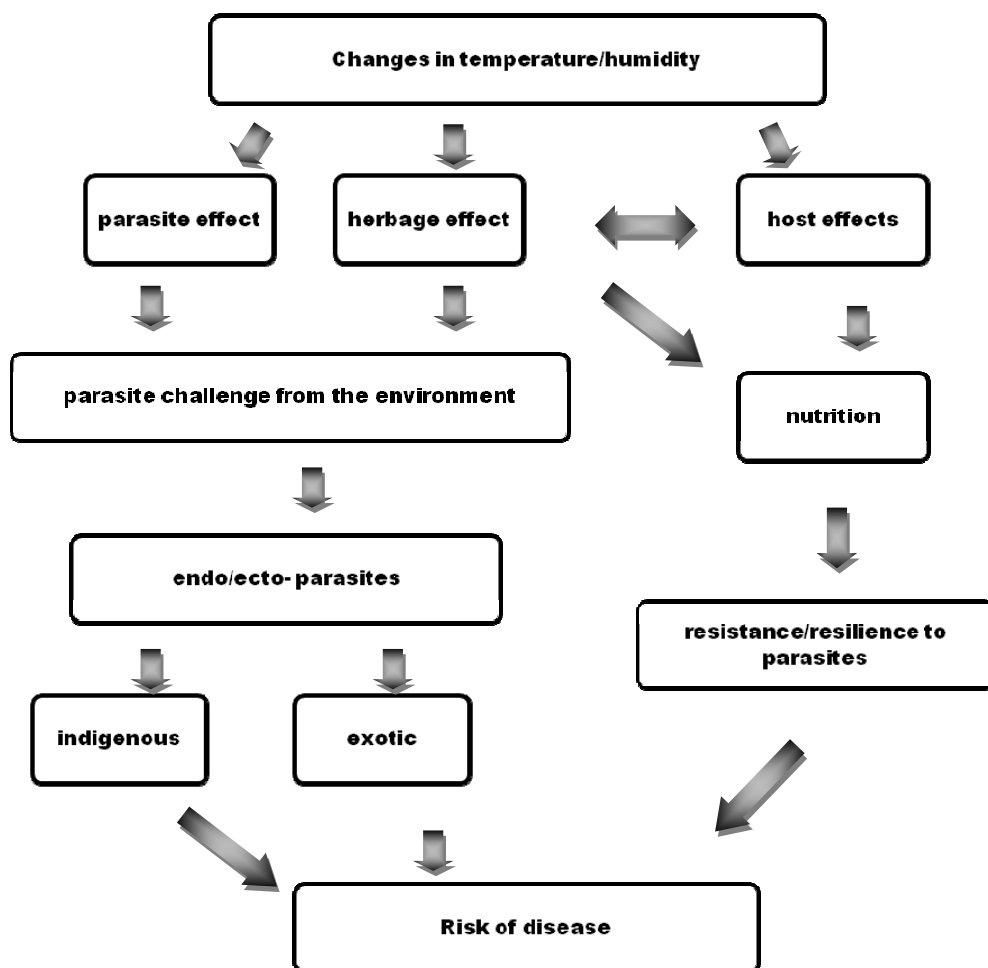 Changes in temperature/humidity
parasite effect
herbage effect
host effects
parasite challenge from the environment
nutrition
endo/ecto- parasites
resistance/resilience to
parasites
indigenous
exotic
Risk of disease